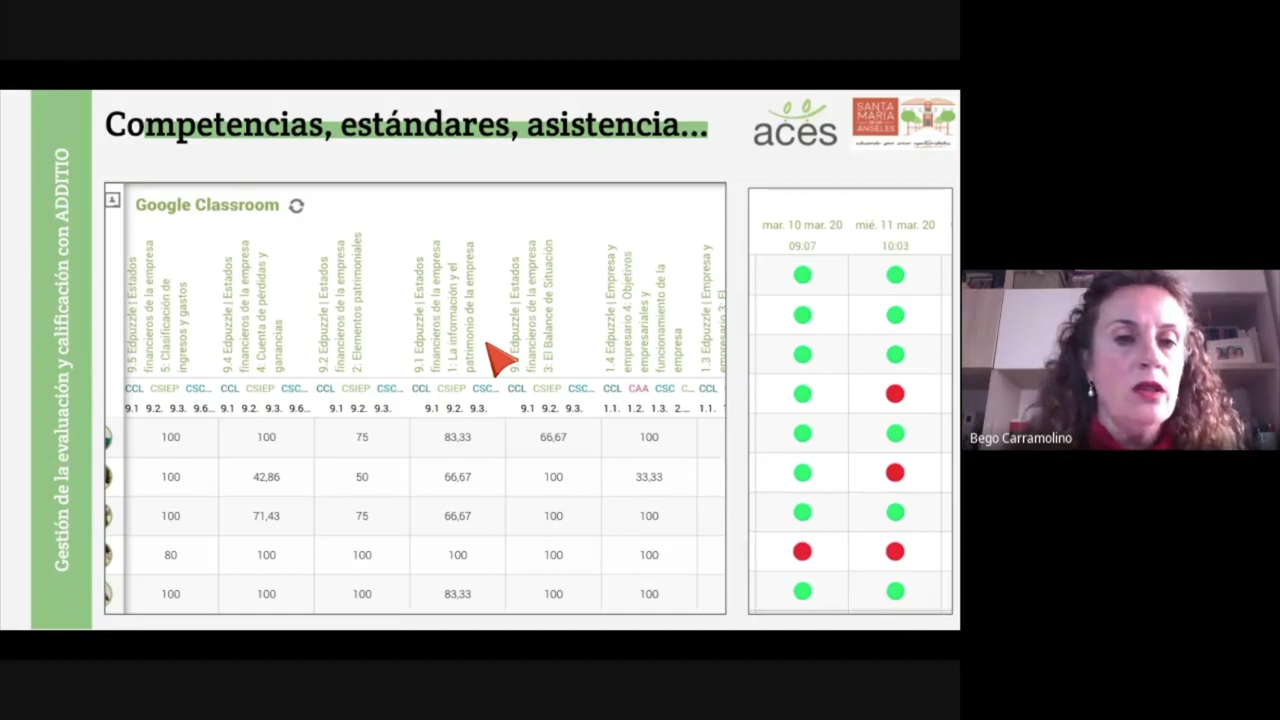 Competencias, estándares, asistencia...
aces
SANTA
MARIA
ÁNGELES
Gestión de la evaluación y calificación con ADDITIO
Google Classroom
9.5 Edpuzzle | Estados
financieros de la empresa
5: Clasificación de
ingresos y gastos
9.4 Edpuzzle | Estados
financieros de la empresa
4: Cuenta de pérdidas y
ganancias
9.2 Edpuzzle | Estados
financieros de la empresa
2: Elementos patrimoniales
9.1 Edpuzzle | Estados
financieros de la empresa
1: La información y el
patrimonio de la empresa
Edpuzzle | Estados
financieros de la empresa
3: El Balance de Situación
1.4 Edpuzzle | Empresa y
empresario 4: Objetivos
empresariales y
funcionamiento de la
empresa
1.3 Edpuzzle | Empresa y
CCL CSIEP CSC... CCL CSIEP CSC... CCL CSIEP CSC... CCL CSIEP CSC... CCL CSIEP CSC... CCL CAA CSC C... CCL
9.1 9.2. 9.3. 9.6... 9.1 9.2. 9.3. 9.6... 9.1 9.2. 9.3. 9.1 9.2. 9.3. 9.1 9.2. 9.3. 1.1. 1.2. 1.3. 2.... 1.1.
100 100 75 83,33 66,67 100
100 42,86 50 66,67 100 33,33
100 71,43 75 66,67 100 100
80 100 100 100 100 100
100 100 100 83,33 100 100
mar. 10 mar. 20 mié. 11 mar. 20
09:07 10:03
Bego Carramolino